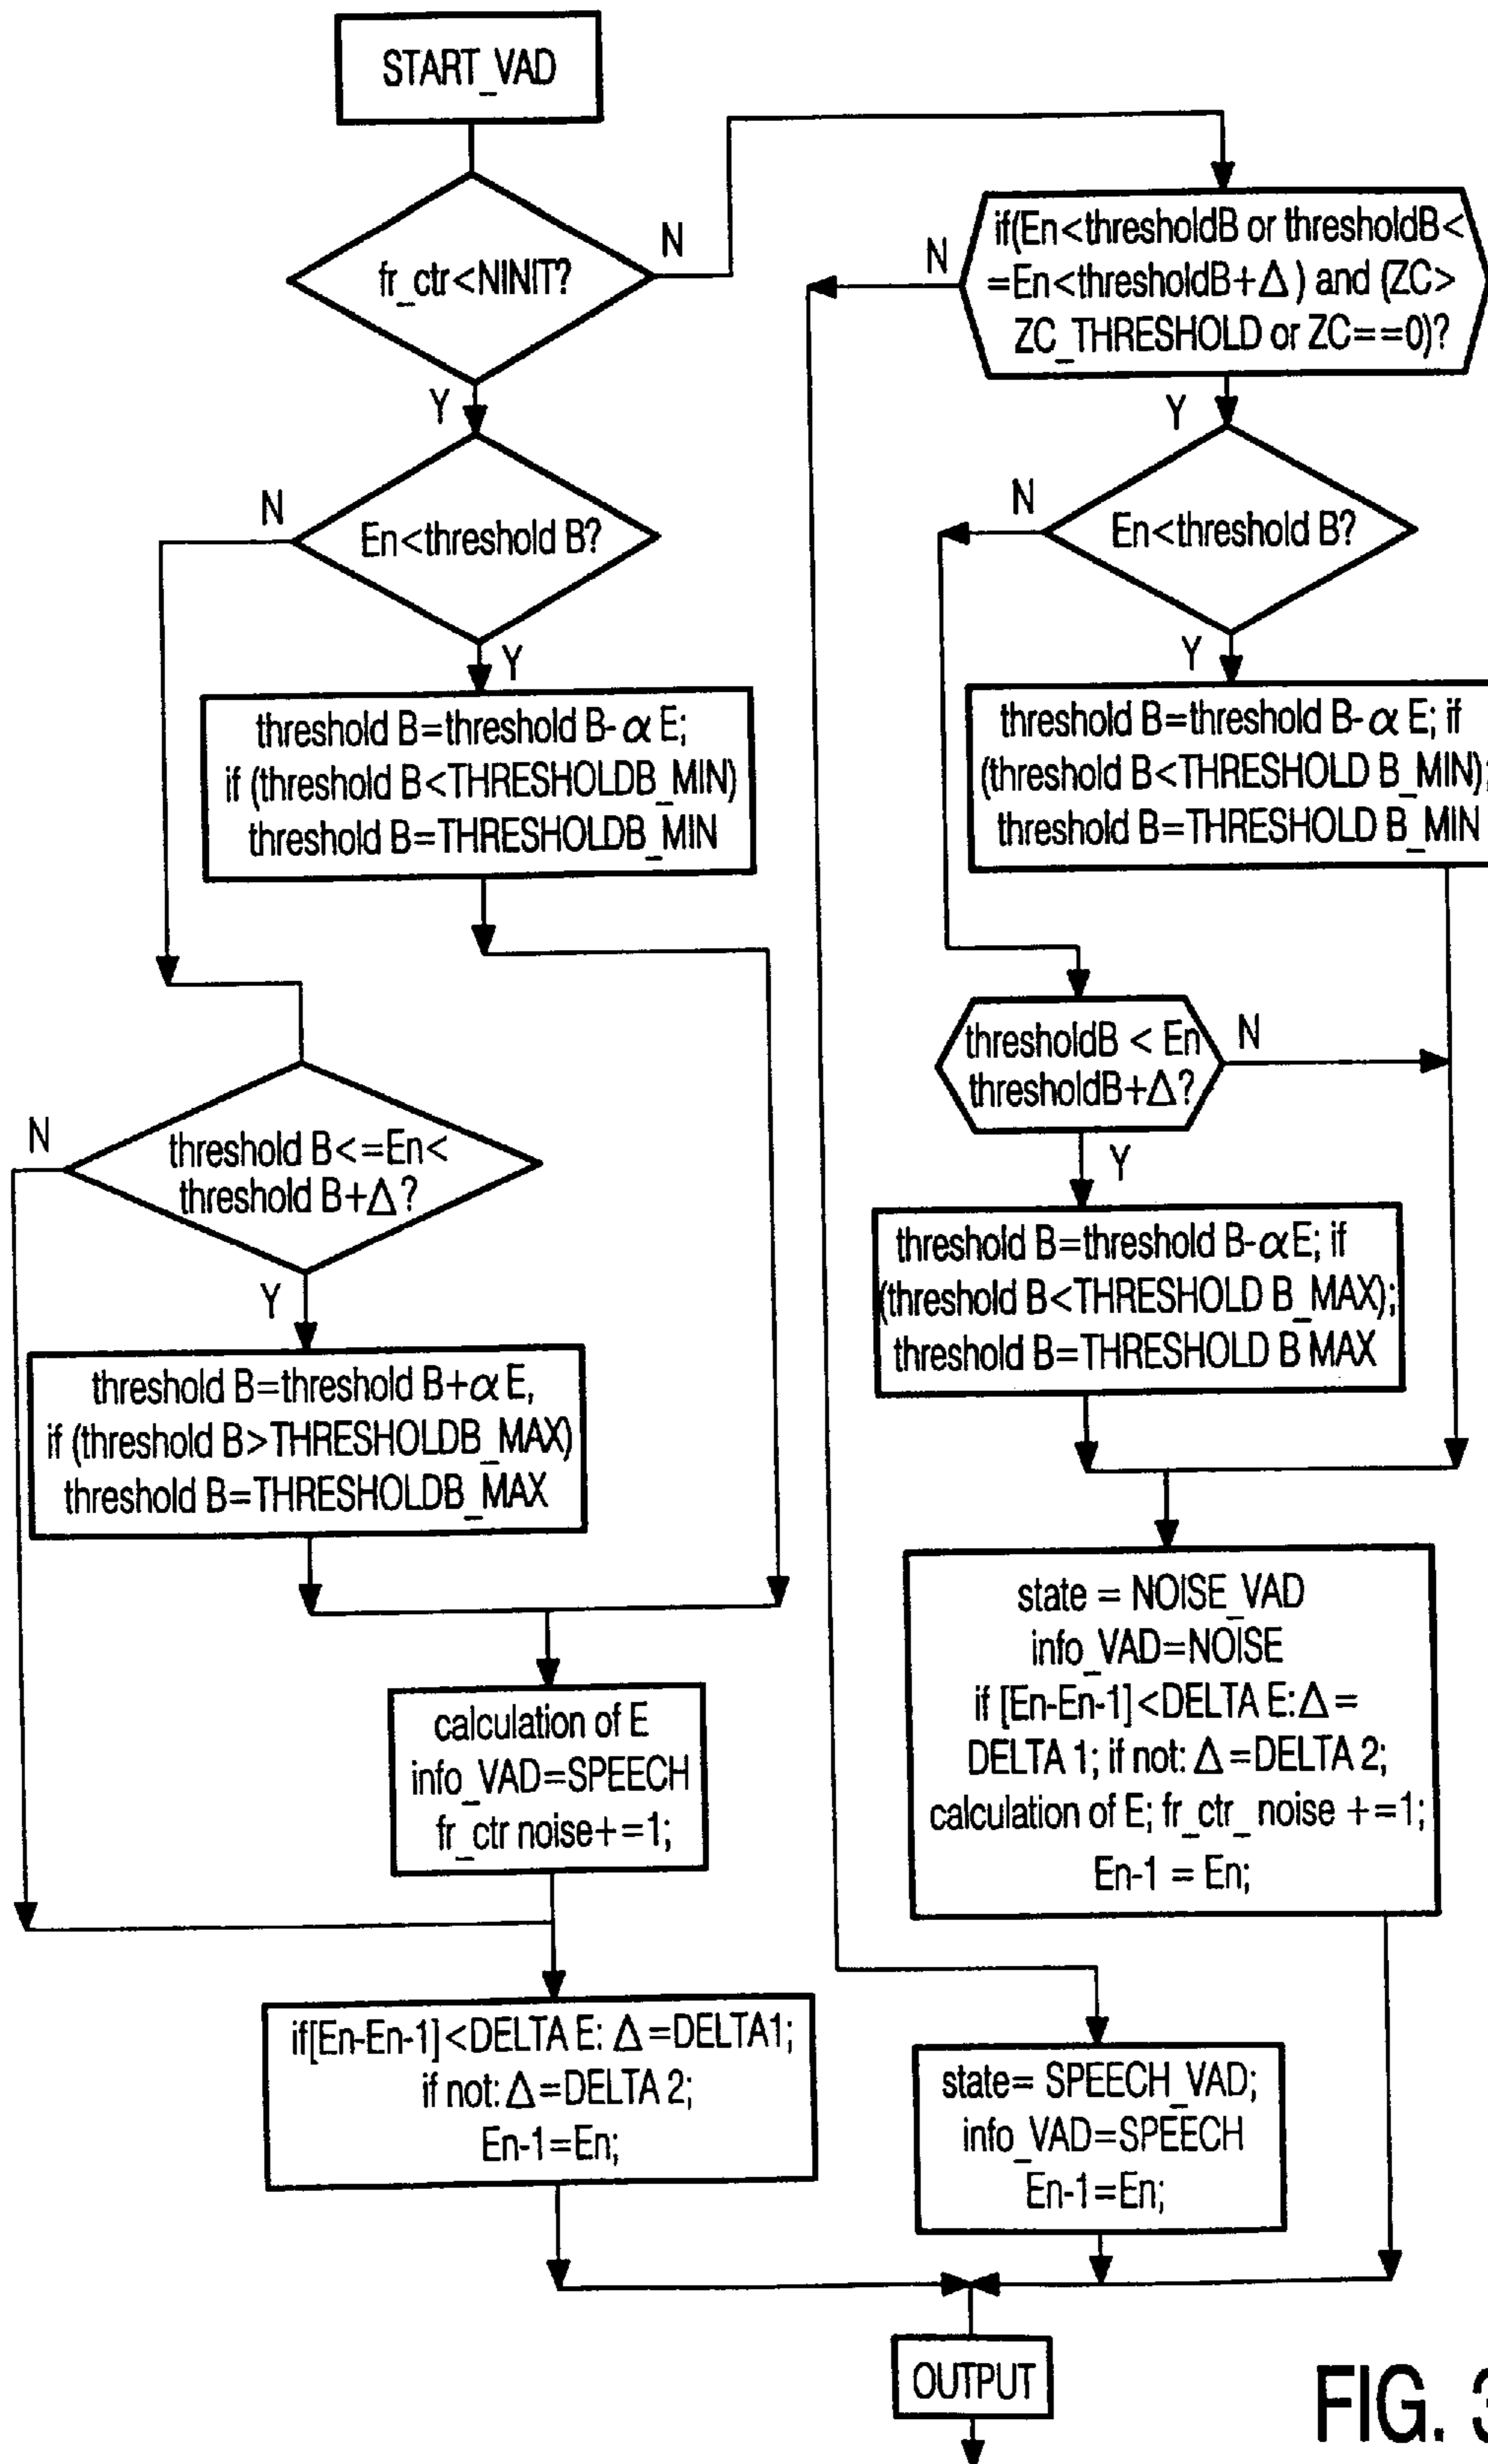 START_VAD
fr_ctr<NINIT?
N
Y
En<threshold B?
N
Y
threshold B=threshold B-α E;
if (threshold B<THRESHOLDB_MIN)
threshold B=THRESHOLDB_MIN
threshold B<=En<
threshold B+Δ?
N
Y
threshold B=threshold B+α E,
if (threshold B>THRESHOLDB_MAX)
threshold B=THRESHOLDB_MAX
calculation of E
info_VAD=SPEECH
fr_ctr noise+=1;
if[En-En-1]<DELTA E: Δ=DELTA1;
if not: Δ=DELTA 2;
En-1=En;
if(En<thresholdB or thresholdB<
=En<thresholdB+Δ) and (ZC>
ZC_THRESHOLD or ZC==0)?
N
Y
En<threshold B?
N
Y
threshold B=threshold B-α E; if
(threshold B<THRESHOLD B_MIN);
threshold B=THRESHOLD B_MIN
thresholdB < En
thresholdB+Δ?
N
Y
threshold B=threshold B-αE; if
(threshold B<THRESHOLD B_MAX);
threshold B=THRESHOLD B MAX
state = NOISE_VAD
info_VAD=NOISE
if [En-En-1]<DELTA E:Δ=
DELTA 1; if not: Δ=DELTA 2;
calculation of E; fr_ctr_ noise +=1;
En-1 = En;
state= SPEECH_VAD;
info_VAD=SPEECH
En-1=En;
OUTPUT
FIG. 3